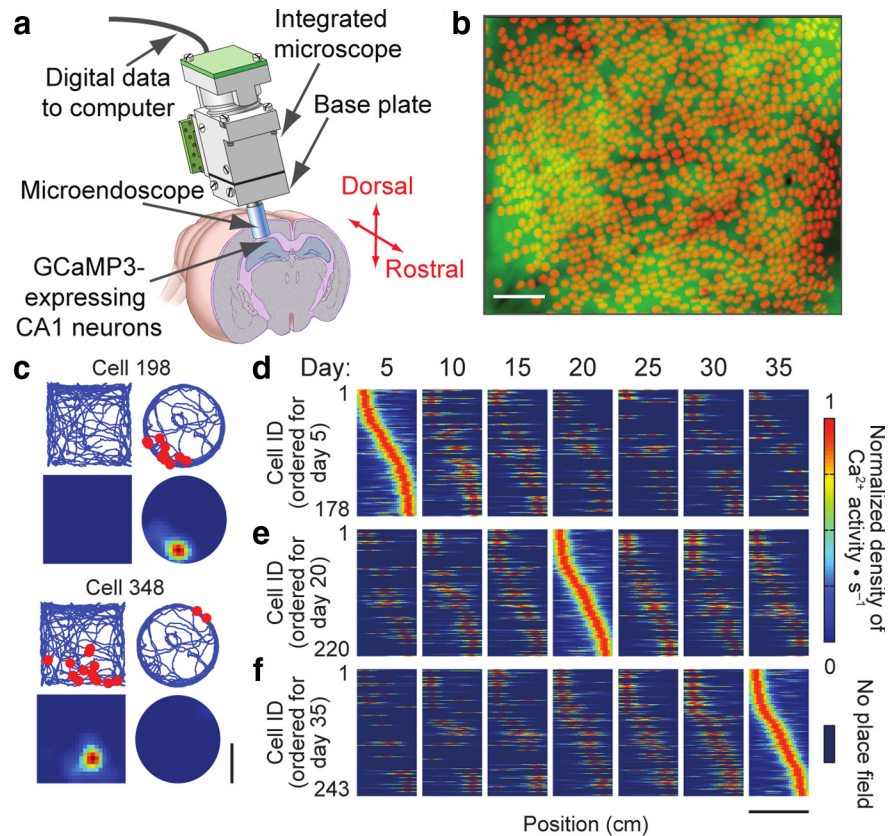 a
Digital data
to computer
Integrated
microscope
Base plate
Microendoscope
Dorsal
Rostral
GCaMP3-
expressing
CA1 neurons
b
c
Cell 198
Cell 348
d
Day: 5 10 15 20 25 30 35
Cell ID
(ordered for
day 5)
1
178
e
Cell ID
(ordered for
day 20)
1
220
f
Cell ID
(ordered for
day 35)
1
243
Position (cm)
1
0
Normalized density of
Ca2+ activity • s−1
No place field